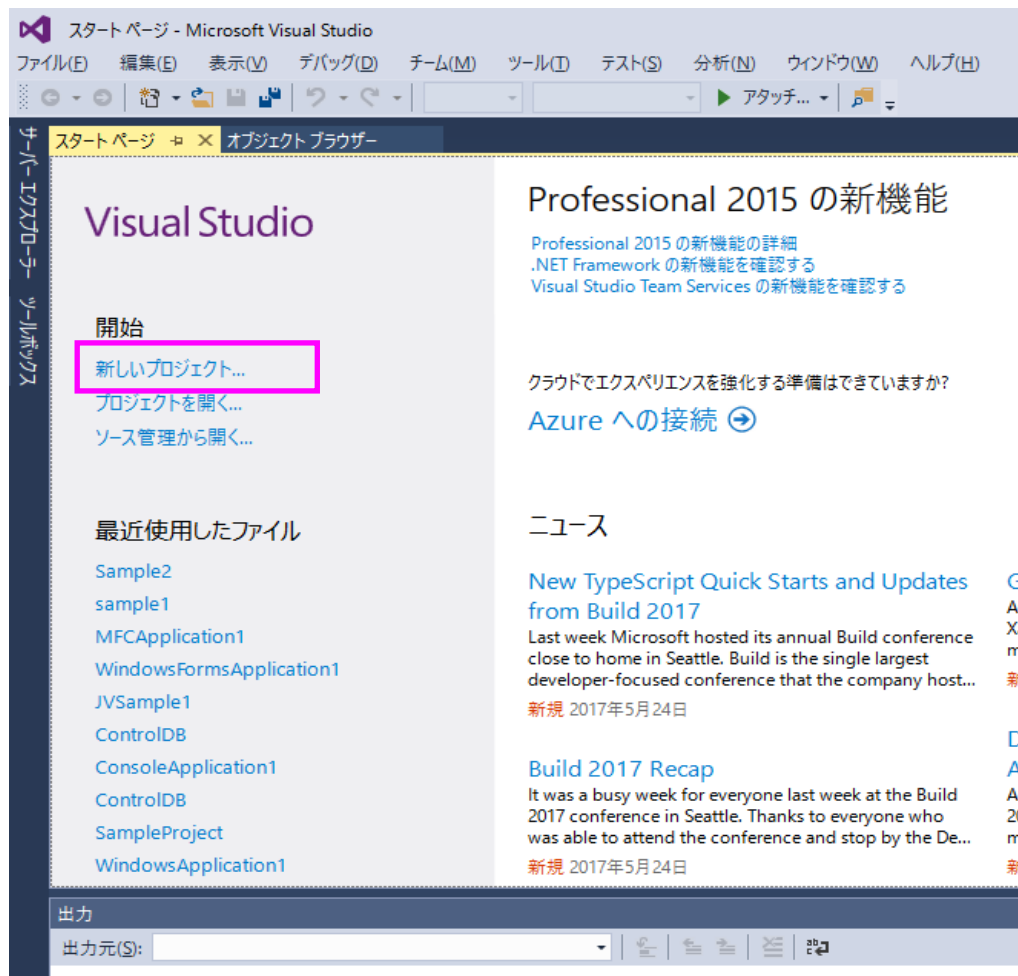 スタート ページ - Microsoft Visual Studio
ファイル(F) 編集(E) 表示(V) デバッグ(D) チーム(M) ツール(T) テスト(S) 分析(N) ウィンドウ(W) ヘルプ(H)
アタッチ...
サーバー エクスプローラー
ツールボックス
スタート ページ
オブジェクト ブラウザー
Visual Studio
開始
新しいプロジェクト...
プロジェクトを開く...
ソース管理から開く...
最近使用したファイル
Sample2
sample1
MFCApplication1
WindowsFormsApplication1
JVSample1
ControlDB
ConsoleApplication1
ControlDB
SampleProject
WindowsApplication1
Professional 2015 の新機能
Professional 2015 の新機能の詳細
.NET Framework の新機能を確認する
Visual Studio Team Services の新機能を確認する
クラウドでエクスペリエンスを強化する準備はできていますか?
Azure への接続
ニュース
New TypeScript Quick Starts and Updates
from Build 2017
Last week Microsoft hosted its annual Build conference
close to home in Seattle. Build is the single largest
developer-focused conference that the company host...
新規 2017年5月24日
Build 2017 Recap
It was a busy week for everyone last week at the Build
2017 conference in Seattle. Thanks to everyone who
was able to attend the conference and stop by the De...
新規 2017年5月24日
出力
出力元(S):